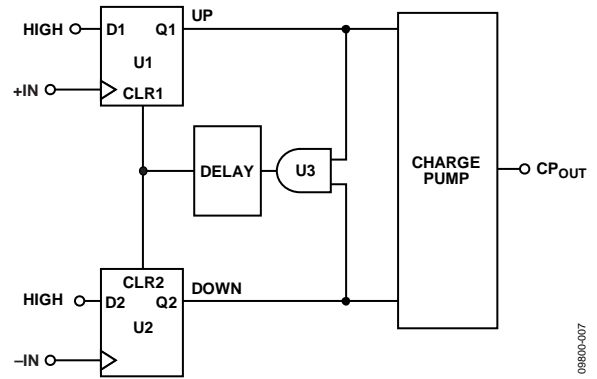 UP
HIGH D1 Q1
U1
+IN
CLR1
DELAY
U3
CHARGE
PUMP
CPOUT
CLR2
DOWN
HIGH D2 Q2
U2
–IN
09800-007